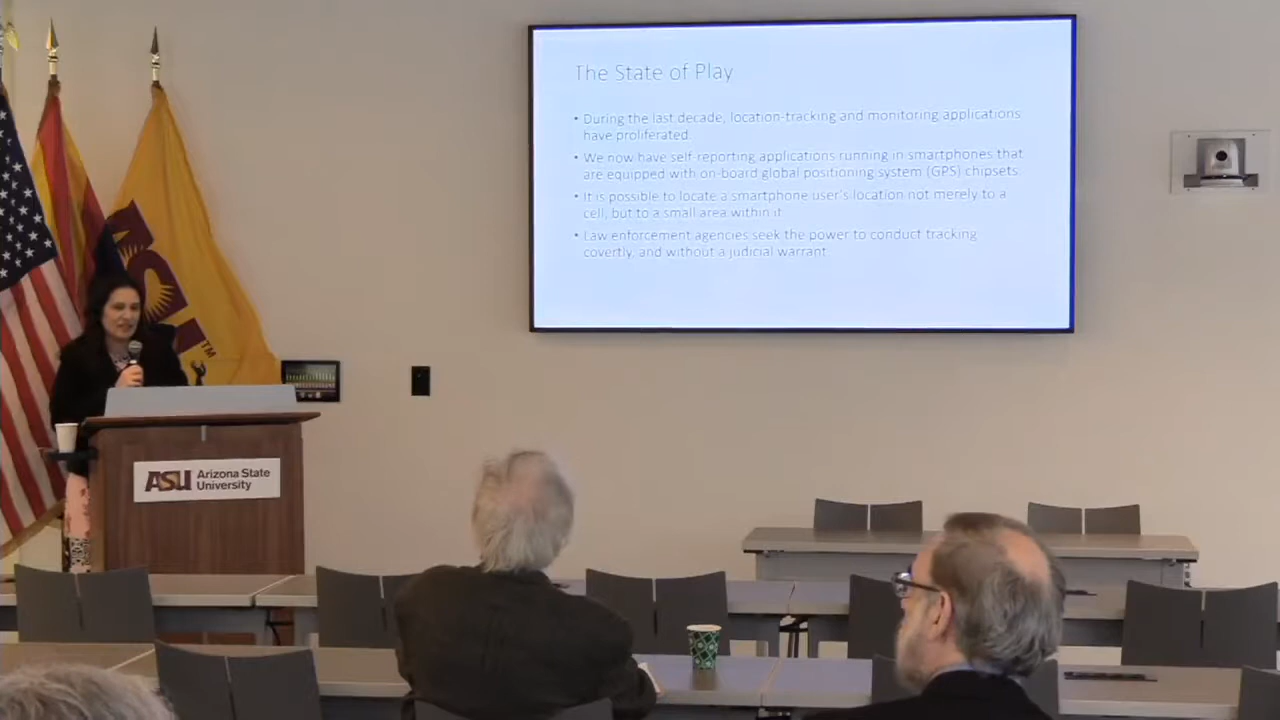 The State of Play
• During the last decade, location-tracking and monitoring applications
have proliferated.
• We now have self-reporting applications running in smartphones that
are equipped with on-board global positioning system (GPS) chipsets.
• It is possible to locate a smartphone user's location not merely to a
cell, but to a small area within it.
• Law enforcement agencies seek the power to conduct tracking
covertly, and without a judicial warrant.
ASU
TM
ASU Arizona State
University